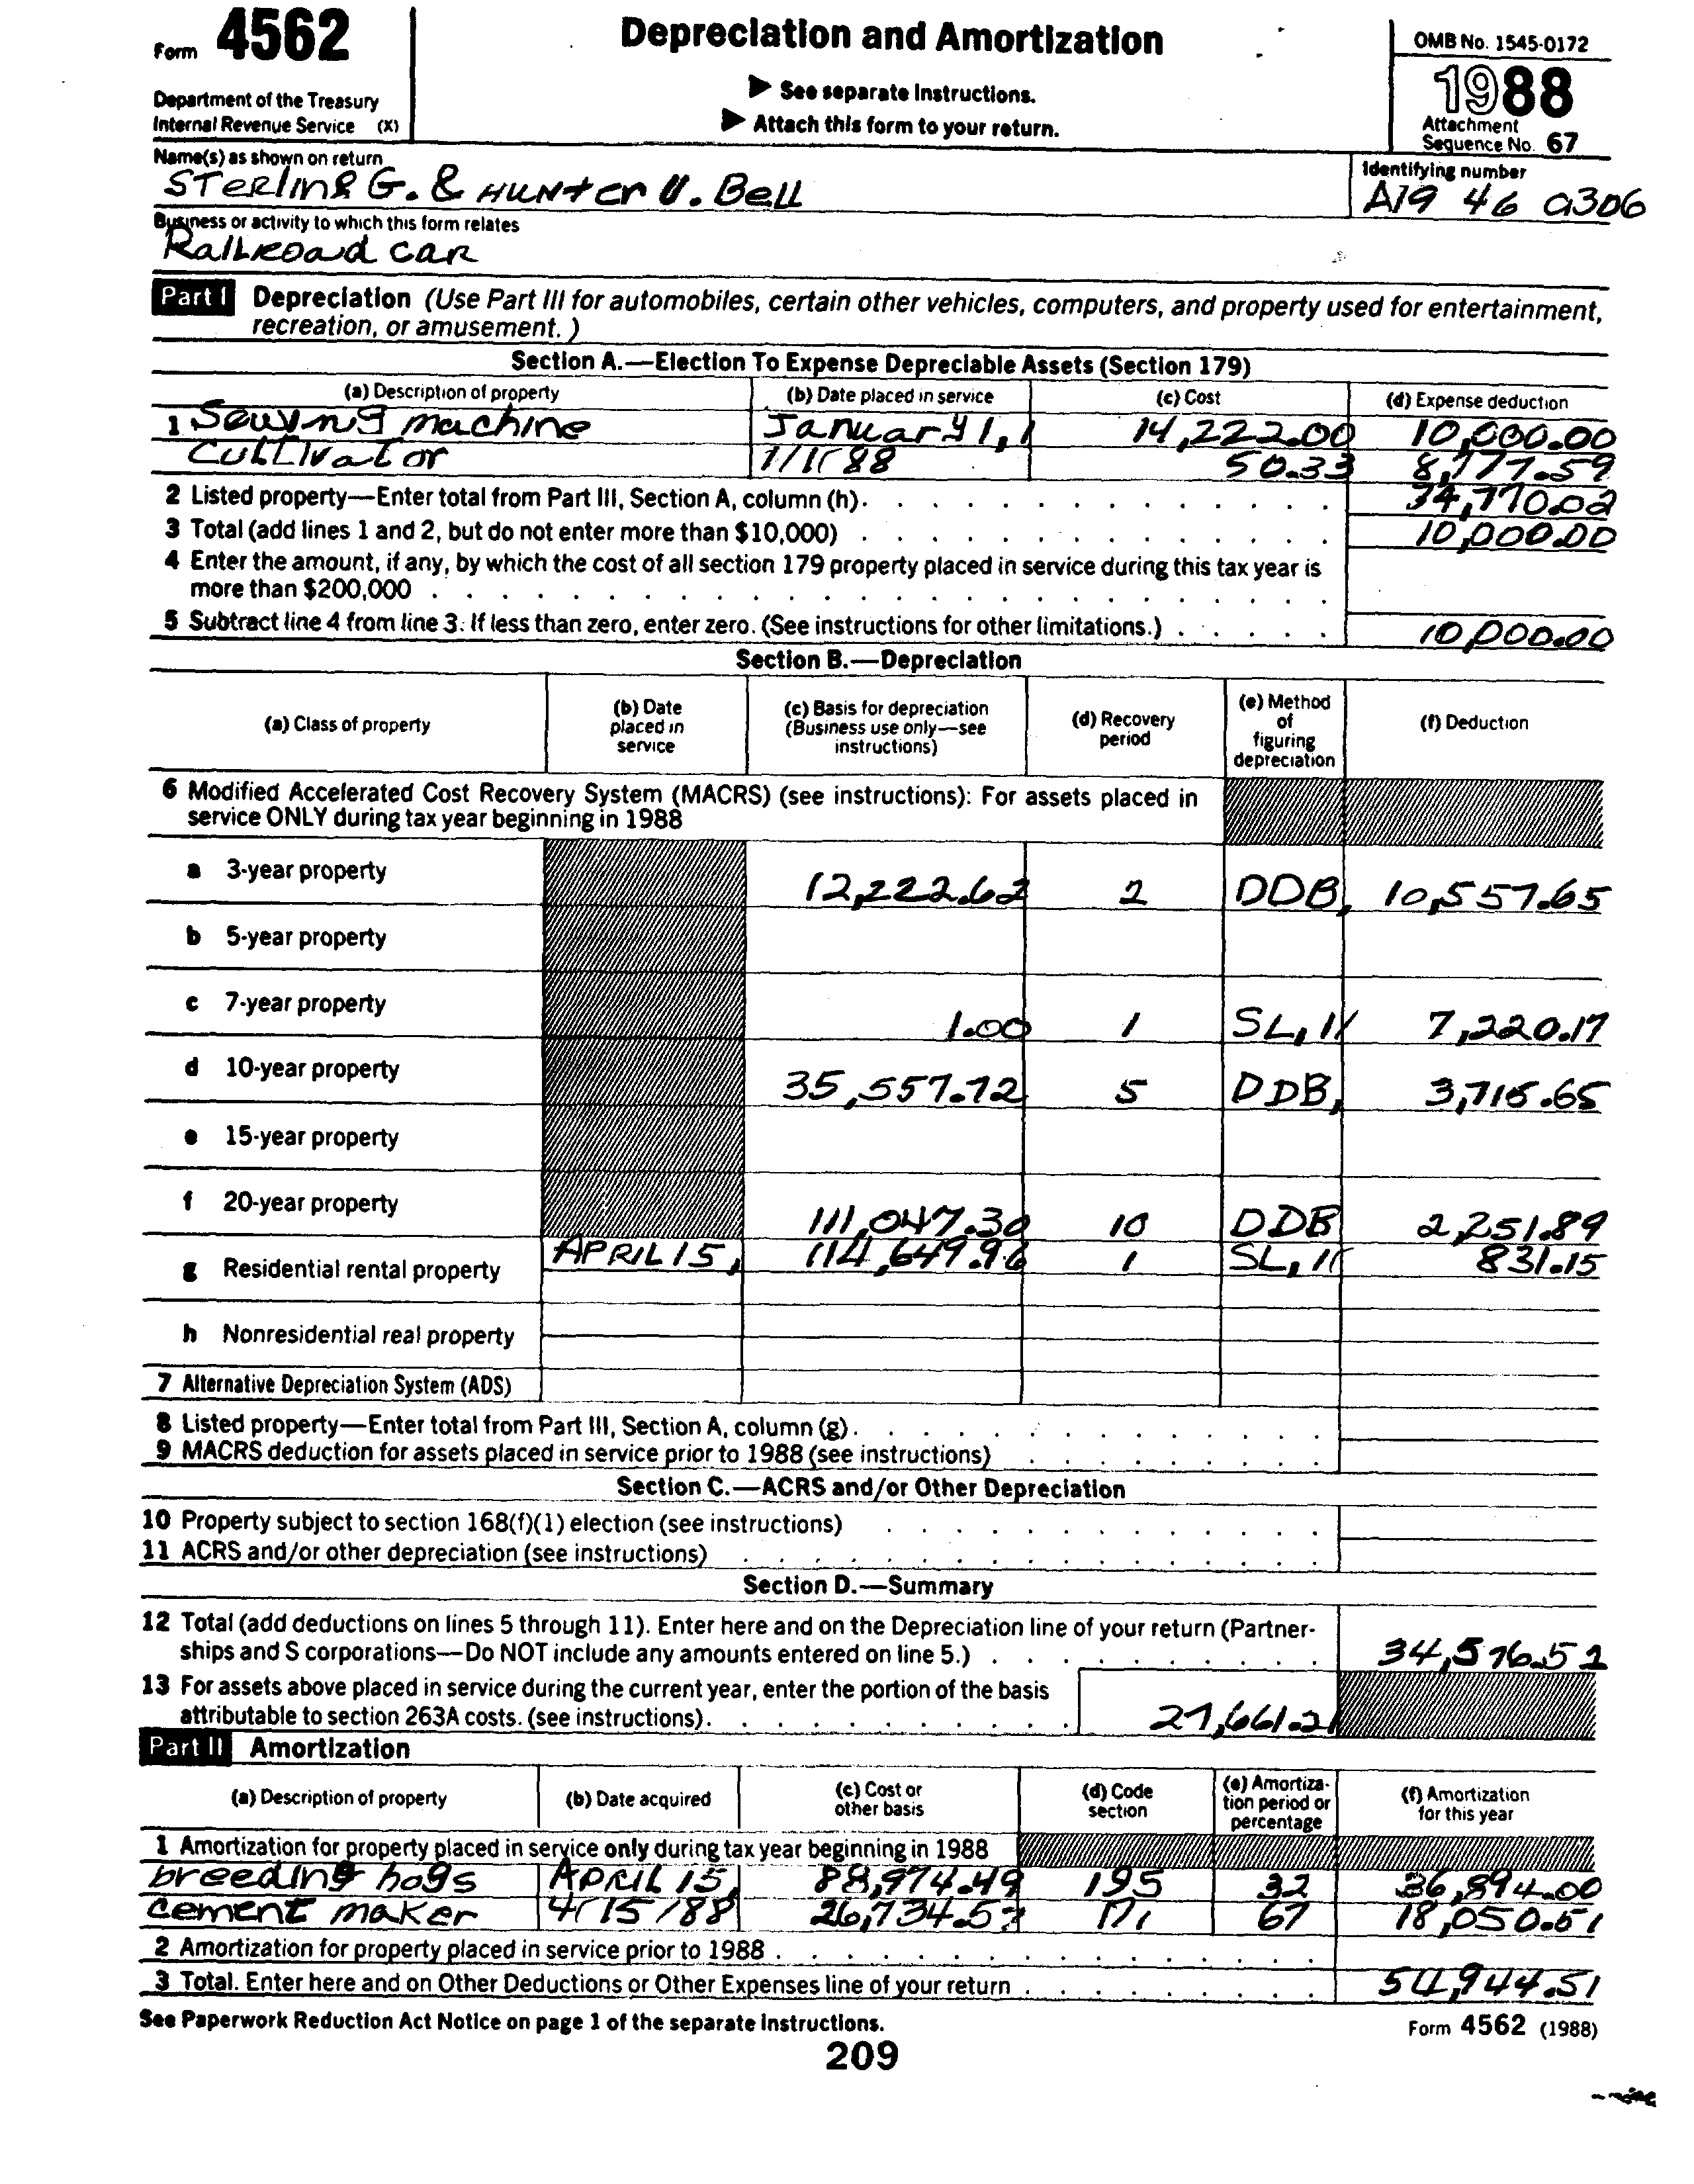 Form 4562
Department of the Treasury
Internal Revenue Service (X)
Depreciation and Amortization
▶ See separate instructions.
▶ Attach this form to your return.
OMB No. 1545-0172
1988
Attachment
Sequence No. 67
Name(s) as shown on return
STerlinG G. & HUNTER U. Bell
Identifying number
A19 46 0306
Business or activity to which this form relates
Railroad car
Part I Depreciation (Use Part III for automobiles, certain other vehicles, computers, and property used for entertainment,
recreation, or amusement.)
Section A.—Election To Expense Depreciable Assets (Section 179)
(a) Description of property (b) Date placed in service (c) Cost (d) Expense deduction
1 Sewing machine January 1, 1 14,222.00 10,000.00
Cultivator 1/1/88 50.33 8,777.59
2 Listed property—Enter total from Part III, Section A, column (h) 34,770.02
3 Total (add lines 1 and 2, but do not enter more than $10,000) 10,000.00
4 Enter the amount, if any, by which the cost of all section 179 property placed in service during this tax year is
more than $200,000
5 Subtract line 4 from line 3. If less than zero, enter zero. (See instructions for other limitations.) 10,000.00
Section B.—Depreciation
(a) Class of property
(b) Date
placed in
service
(c) Basis for depreciation
(Business use only—see
instructions)
(d) Recovery
period
(e) Method
of
figuring
depreciation
(f) Deduction
6 Modified Accelerated Cost Recovery System (MACRS) (see instructions): For assets placed in
service ONLY during tax year beginning in 1988
a 3-year property 12,222.62 2 DDB, 10,557.65
b 5-year property
c 7-year property 1.00 1 SL, 1/ 7,220.17
d 10-year property 35,557.72 5 DDB, 3,715.65
e 15-year property
f 20-year property 111,047.30 10 DDB 2,251.89
g Residential rental property APRIL 15, 114,649.96 1 SL, 1/ 831.15
h Nonresidential real property
7 Alternative Depreciation System (ADS)
8 Listed property—Enter total from Part III, Section A, column (g)
9 MACRS deduction for assets placed in service prior to 1988 (see instructions)
Section C.—ACRS and/or Other Depreciation
10 Property subject to section 168(f)(1) election (see instructions)
11 ACRS and/or other depreciation (see instructions)
Section D.—Summary
12 Total (add deductions on lines 5 through 11). Enter here and on the Depreciation line of your return (Partner-
ships and S corporations—Do NOT include any amounts entered on line 5.) 34,576.51
13 For assets above placed in service during the current year, enter the portion of the basis
attributable to section 263A costs. (see instructions) 27,661.21
Part II Amortization
(a) Description of property
(b) Date acquired
(c) Cost or
other basis
(d) Code
section
(e) Amortiza-
tion period or
percentage
(f) Amortization
for this year
1 Amortization for property placed in service only during tax year beginning in 1988
breeding hogs APRIL 15, 88,974.49 195 32 36,894.00
cement maker 4/15/88 26,734.57 171 67 18,050.51
2 Amortization for property placed in service prior to 1988
3 Total. Enter here and on Other Deductions or Other Expenses line of your return 54,944.51
See Paperwork Reduction Act Notice on page 1 of the separate instructions.
Form 4562 (1988)
209